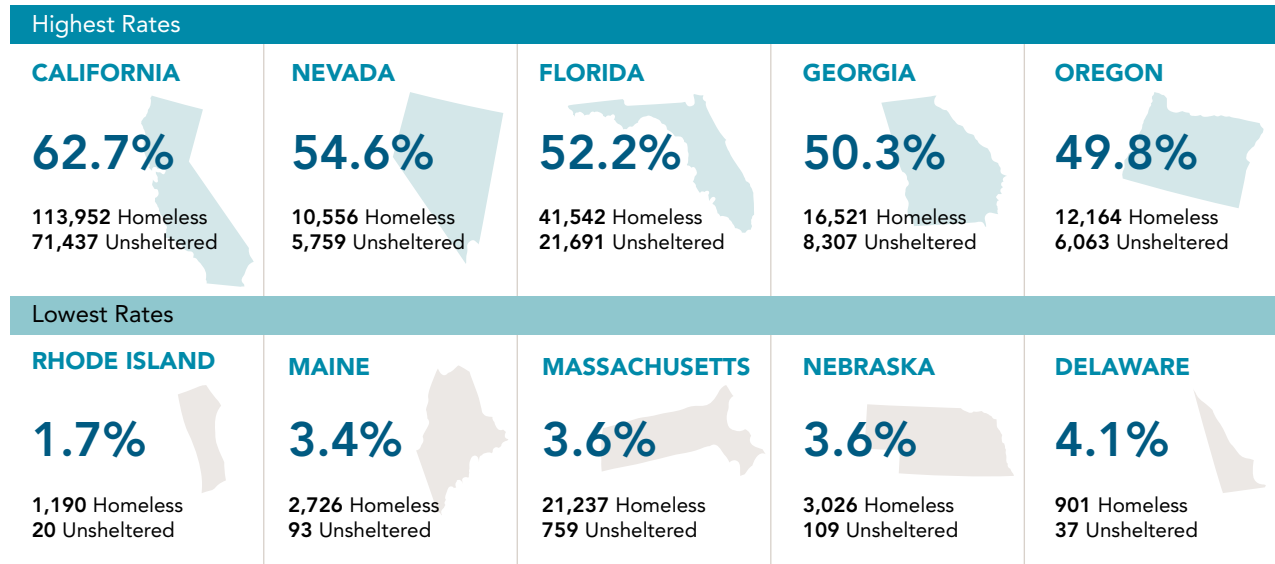 Highest Rates
CALIFORNIA
62.7%
113,952 Homeless
71,437 Unsheltered
NEVADA
54.6%
10,556 Homeless
5,759 Unsheltered
FLORIDA
52.2%
41,542 Homeless
21,691 Unsheltered
GEORGIA
50.3%
16,521 Homeless
8,307 Unsheltered
OREGON
49.8%
12,164 Homeless
6,063 Unsheltered
Lowest Rates
RHODE ISLAND
1.7%
1,190 Homeless
20 Unsheltered
MAINE
3.4%
2,726 Homeless
93 Unsheltered
MASSACHUSETTS
3.6%
21,237 Homeless
759 Unsheltered
NEBRASKA
3.6%
3,026 Homeless
109 Unsheltered
DELAWARE
4.1%
901 Homeless
37 Unsheltered